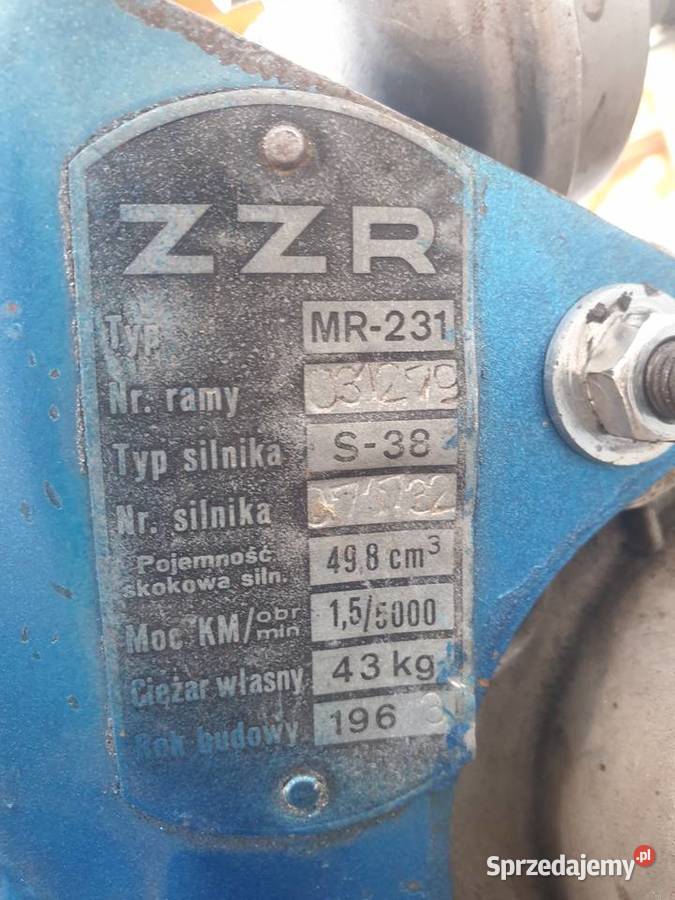 ZZR
Typ MR-231
Nr. ramy 031279
Typ silnika S-38
Nr. silnika
Pojemność
skokowa siln. 49,8 cm³
Moc KM/obr/min 1,5/5000
Ciężar własny 43 kg
Rok budowy 196
Sprzedajemy.pl